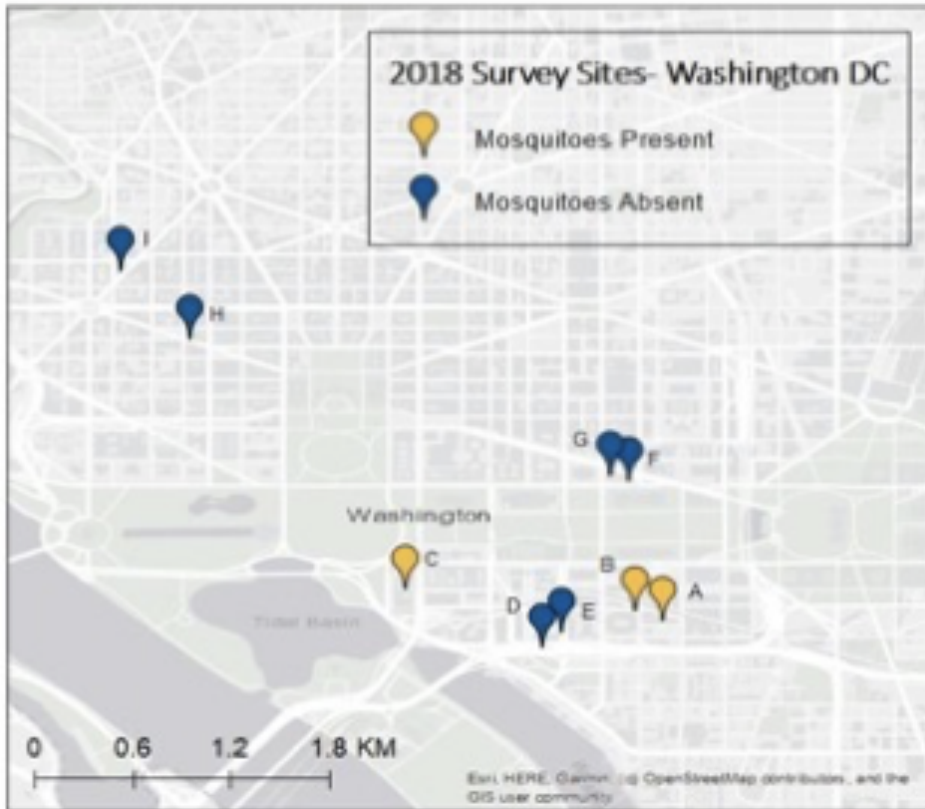 2018 Survey Sites- Washington DC
Mosquitoes Present
Mosquitoes Absent
I
H
G
F
Washington
C
B
A
D
E
Tidal Basin
0 0.6 1.2 1.8 KM
Esri, HERE, Garmin, (c) OpenStreetMap contributors, and the
GIS user community